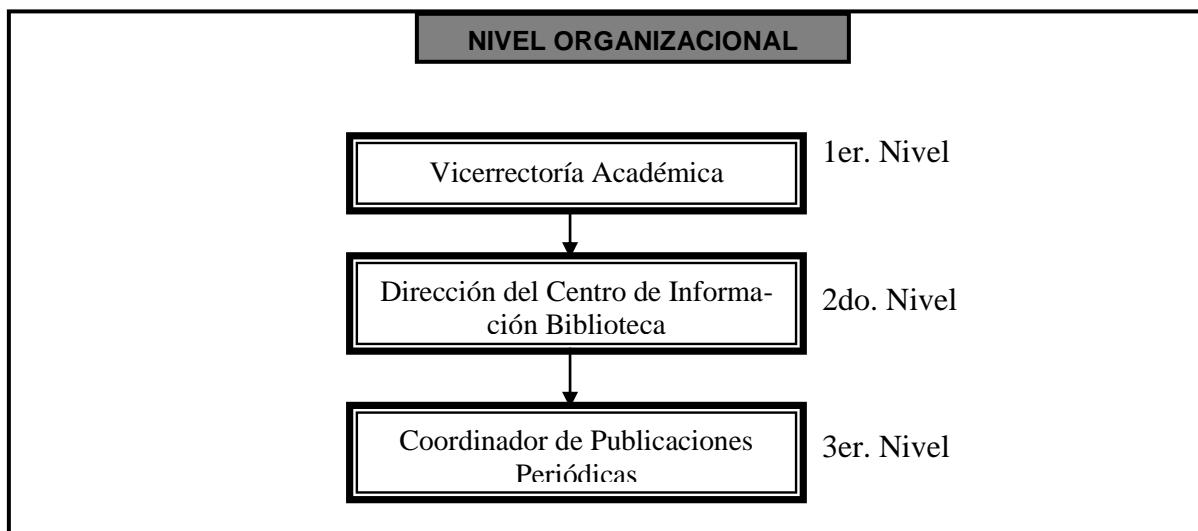 NIVEL ORGANIZACIONAL
Vicerrectoría Académica
1er. Nivel
Dirección del Centro de Informa-
ción Biblioteca
2do. Nivel
Coordinador de Publicaciones
Periódicas
3er. Nivel